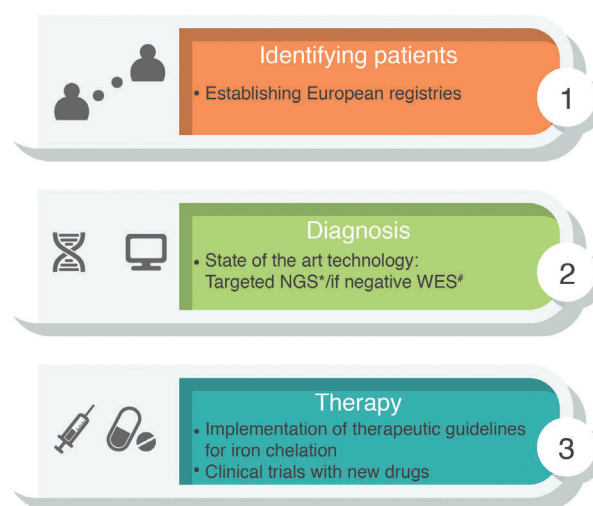 Identifying patients
• Establishing European registries
1
Diagnosis
• State of the art technology:
Targeted NGS*/if negative WES#
2
Therapy
• Implementation of therapeutic guidelines
for iron chelation
• Clinical trials with new drugs
3